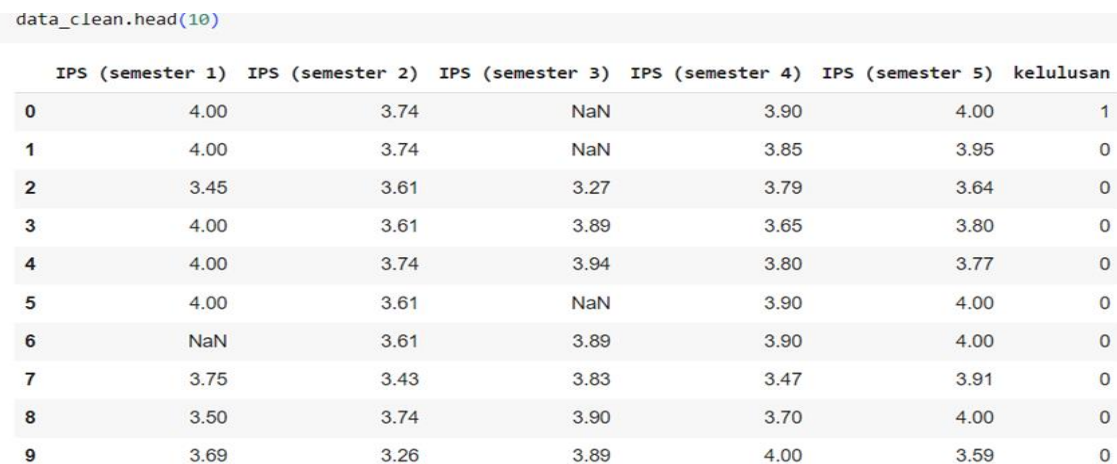 data_clean.head(10)
IPS (semester 1) IPS (semester 2) IPS (semester 3) IPS (semester 4) IPS (semester 5) kelulusan
0 4.00 3.74 NaN 3.90 4.00 1
1 4.00 3.74 NaN 3.85 3.95 0
2 3.45 3.61 3.27 3.79 3.64 0
3 4.00 3.61 3.89 3.65 3.80 0
4 4.00 3.74 3.94 3.80 3.77 0
5 4.00 3.61 NaN 3.90 4.00 0
6 NaN 3.61 3.89 3.90 4.00 0
7 3.75 3.43 3.83 3.47 3.91 0
8 3.50 3.74 3.90 3.70 4.00 0
9 3.69 3.26 3.89 4.00 3.59 0